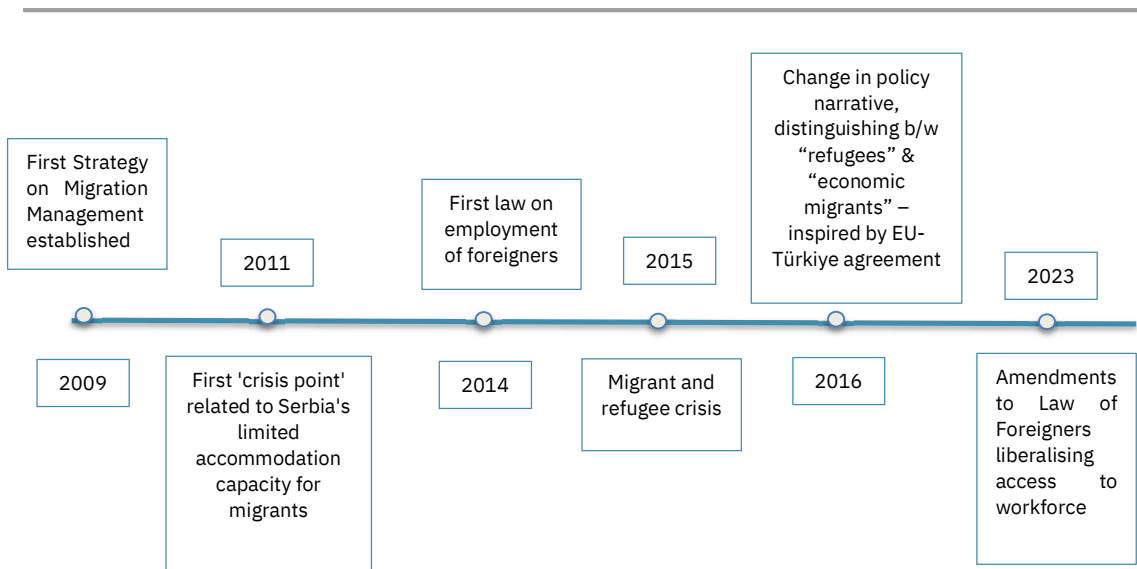 First Strategy
on Migration
Management
established
2009
2011
First 'crisis point'
related to Serbia's
limited
accommodation
capacity for
migrants
First law on
employment
of foreigners
2014
2015
Migrant and
refugee crisis
Change in policy
narrative,
distinguishing b/w
“refugees” &
“economic
migrants” –
inspired by EU-
Türkiye agreement
2016
2023
Amendments
to Law of
Foreigners
liberalising
access to
workforce